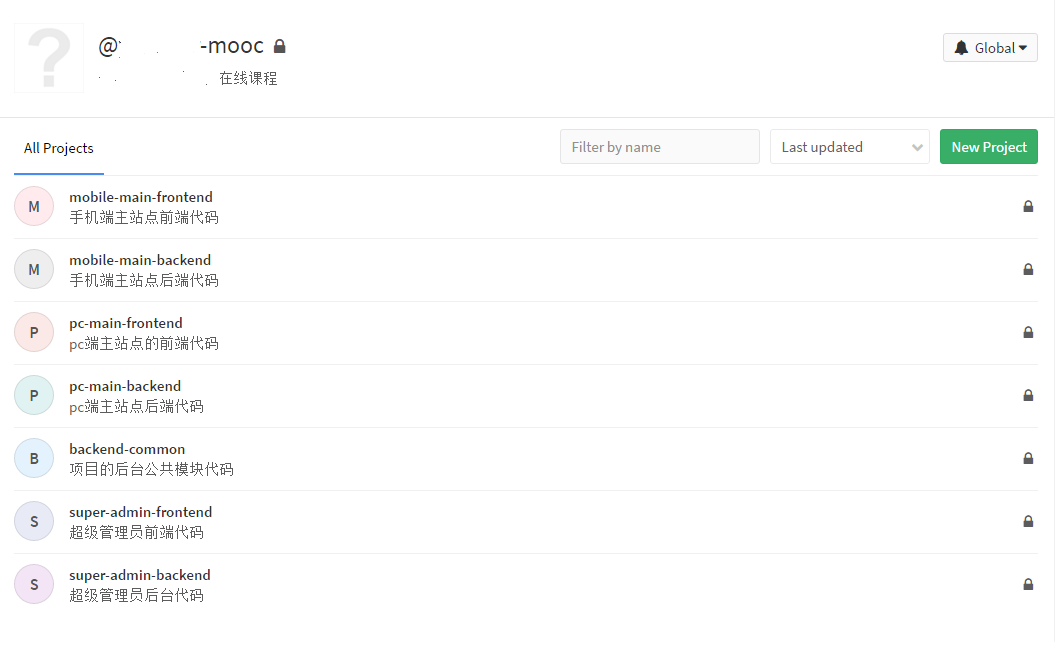 @ -mooc
在线课程
Global
All Projects
Filter by name
Last updated
New Project
M
mobile-main-frontend
手机端主站点前端代码
M
mobile-main-backend
手机端主站点后端代码
P
pc-main-frontend
pc端主站点的前端代码
P
pc-main-backend
pc端主站点后端代码
B
backend-common
项目的后台公共模块代码
S
super-admin-frontend
超级管理员前端代码
S
super-admin-backend
超级管理员后台代码